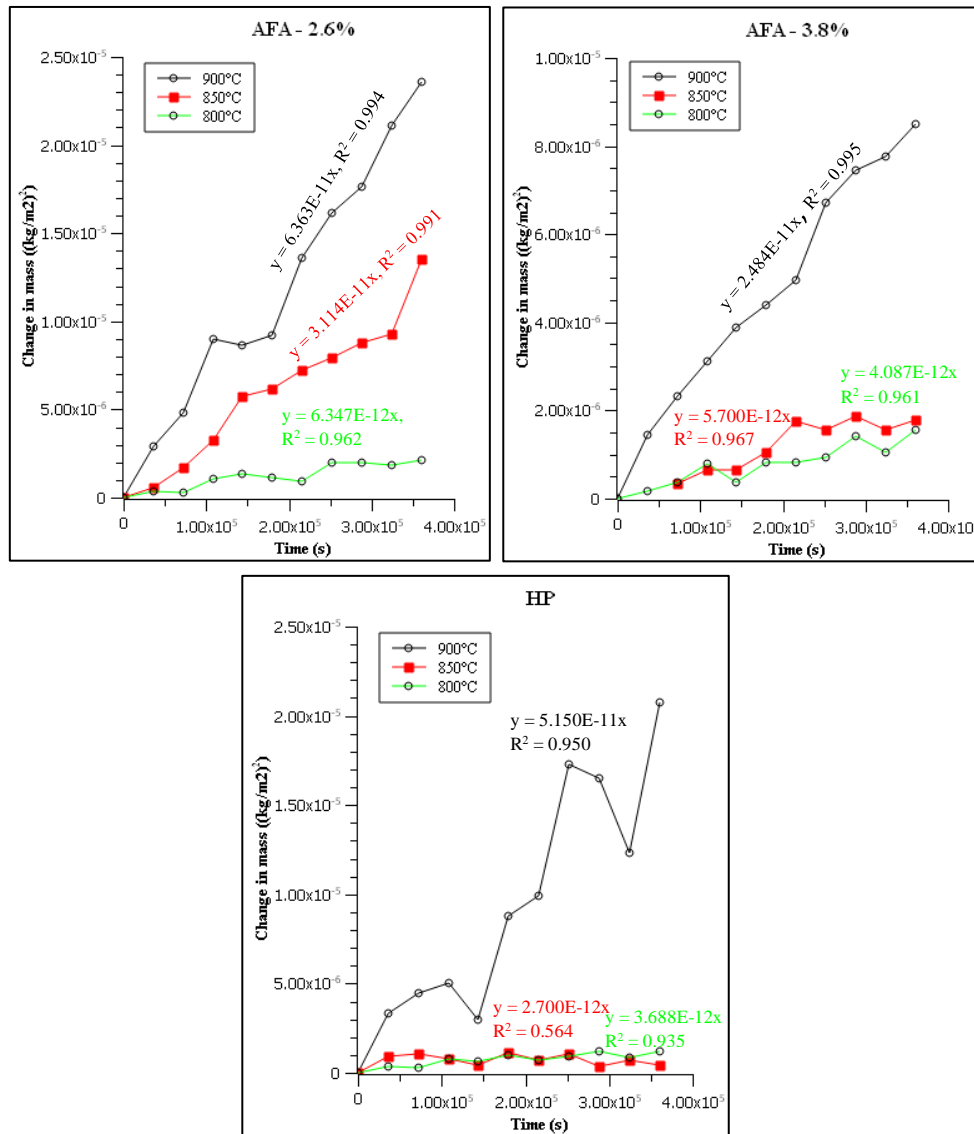 AFA - 2.6%
2.50x10⁻⁵
2.00x10⁻⁵
1.50x10⁻⁵
1.00x10⁻⁵
5.00x10⁻⁶
0
Change in mass ((kg/m2)²)
900°C
850°C
800°C
y = 6.363E-11x, R² = 0.994
y = 3.114E-11x, R² = 0.991
y = 6.347E-12x,
R² = 0.962
0
1.00x10⁵
2.00x10⁵
3.00x10⁵
4.00x10⁵
Time (s)
AFA - 3.8%
1.00x10⁻⁵
8.00x10⁻⁶
6.00x10⁻⁶
4.00x10⁻⁶
2.00x10⁻⁶
0
Change in mass ((kg/m2)²)
900°C
850°C
800°C
y = 2.484E-11x, R² = 0.995
y = 4.087E-12x
R² = 0.961
y = 5.700E-12x
R² = 0.967
0
1.00x10⁵
2.00x10⁵
3.00x10⁵
4.00x10
Time (s)
HP
2.50x10⁻⁵
2.00x10⁻⁵
1.50x10⁻⁵
1.00x10⁻⁵
5.00x10⁻⁶
0
Change in mass ((kg/m2)²)
900°C
850°C
800°C
y = 5.150E-11x
R² = 0.950
y = 2.700E-12x
R² = 0.564
y = 3.688E-12x
R² = 0.935
0
1.00x10⁵
2.00x10⁵
3.00x10⁵
4.00x10⁵
Time (s)